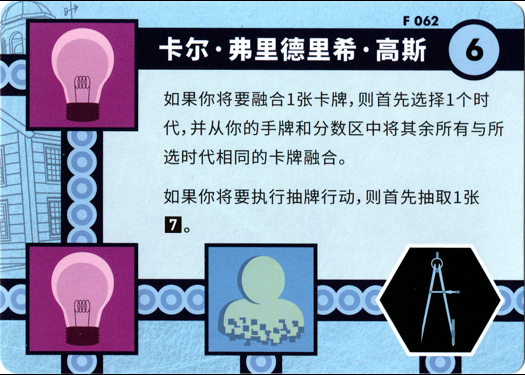 F 062
卡尔·弗里德里希·高斯
6
如果你将要融合1张卡牌，则首先选择1个时
代，并从你的手牌和分数区中将其余所有与所
选时代相同的卡牌融合。
如果你将要执行抽牌行动，则首先抽取1张
7。